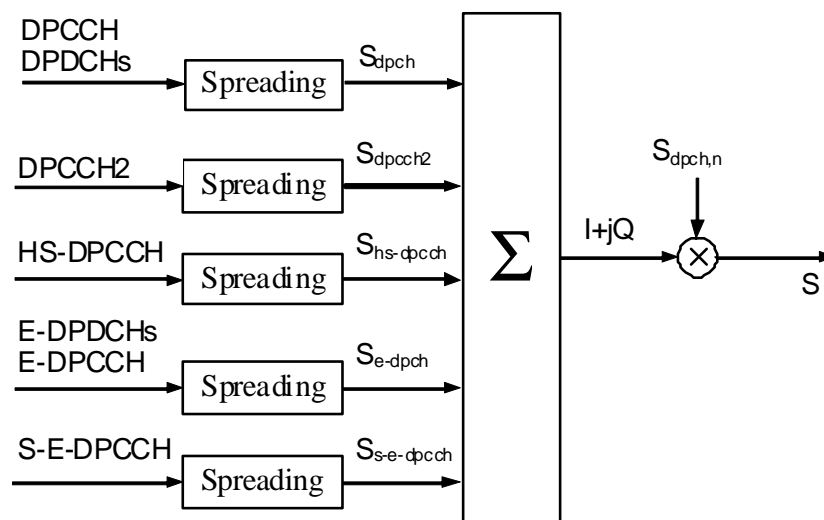 DPCCH
DPDCHs
Spreading
Sdpch
DPCCH2
Spreading
Sdpcch2
HS-DPCCH
Spreading
Shs-dpcch
E-DPDCHs
E-DPCCH
Spreading
Se-dpch
S-E-DPCCH
Spreading
Ss-e-dpcch
Σ
I+jQ
Sdpch,n
S